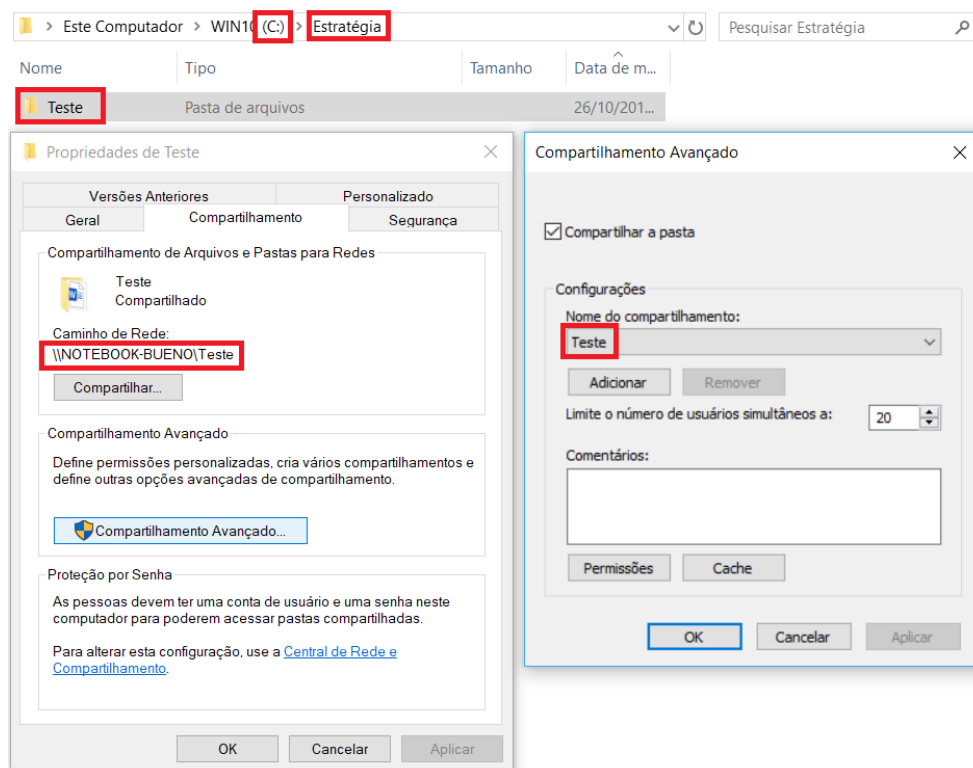 Este Computador > WIN10 (C:) > Estratégia
Pesquisar Estratégia
Nome Tipo Tamanho Data de m...
Teste Pasta de arquivos 26/10/201...
Propriedades de Teste
Versões Anteriores Personalizado
Geral Compartilhamento Segurança
Compartilhamento de Arquivos e Pastas para Redes
Teste
Compartilhado
Caminho de Rede:
\\NOTEBOOK-BUENO\Teste
Compartilhar...
Compartilhamento Avançado
Define permissões personalizadas, cria vários compartilhamentos e
define outras opções avançadas de compartilhamento.
Compartilhamento Avançado...
Proteção por Senha
As pessoas devem ter uma conta de usuário e uma senha neste
computador para poderem acessar pastas compartilhadas.
Para alterar esta configuração, use a Central de Rede e
Compartilhamento.
OK Cancelar Aplicar
Compartilhamento Avançado
Compartilhar a pasta
Configurações
Nome do compartilhamento:
Teste
Adicionar Remover
Limite o número de usuários simultâneos a: 20
Comentários:
Permissões Cache
OK Cancelar Aplicar